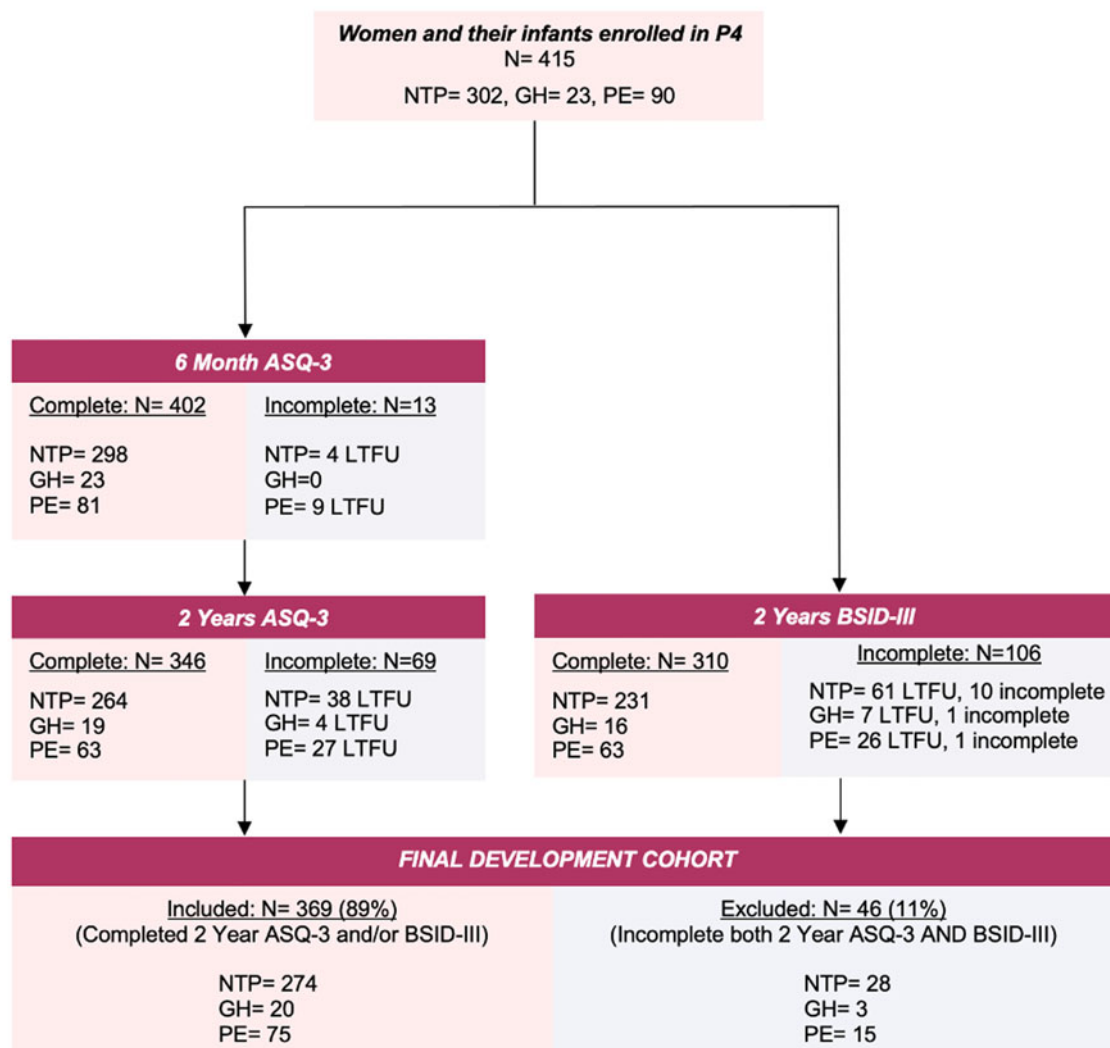 Women and their infants enrolled in P4
N= 415
NTP= 302, GH= 23, PE= 90
6 Month ASQ-3
Complete: N= 402
NTP= 298
GH= 23
PE= 81
Incomplete: N=13
NTP= 4 LTFU
GH=0
PE= 9 LTFU
2 Years ASQ-3
Complete: N= 346
NTP= 264
GH= 19
PE= 63
Incomplete: N=69
NTP= 38 LTFU
GH= 4 LTFU
PE= 27 LTFU
2 Years BSID-III
Complete: N= 310
NTP= 231
GH= 16
PE= 63
Incomplete: N=106
NTP= 61 LTFU, 10 incomplete
GH= 7 LTFU, 1 incomplete
PE= 26 LTFU, 1 incomplete
FINAL DEVELOPMENT COHORT
Included: N= 369 (89%)
(Completed 2 Year ASQ-3 and/or BSID-III)
NTP= 274
GH= 20
PE= 75
Excluded: N= 46 (11%)
(Incomplete both 2 Year ASQ-3 AND BSID-III)
NTP= 28
GH= 3
PE= 15